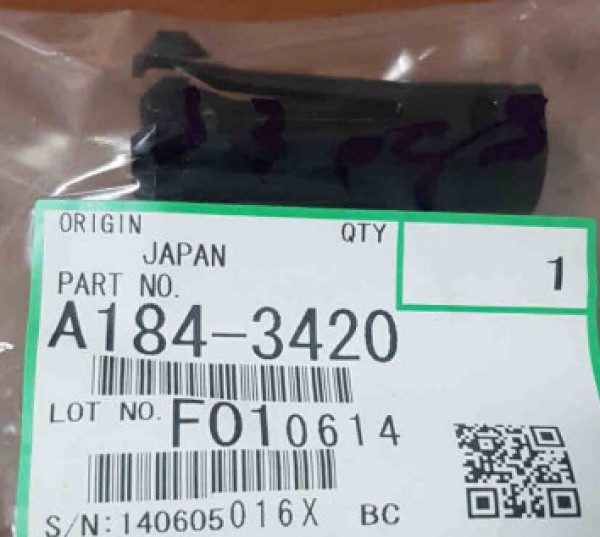 ORIGIN QTY
JAPAN 1
PART NO.
A184-3420
LOT NO. F010614
S/N:140605016X BC